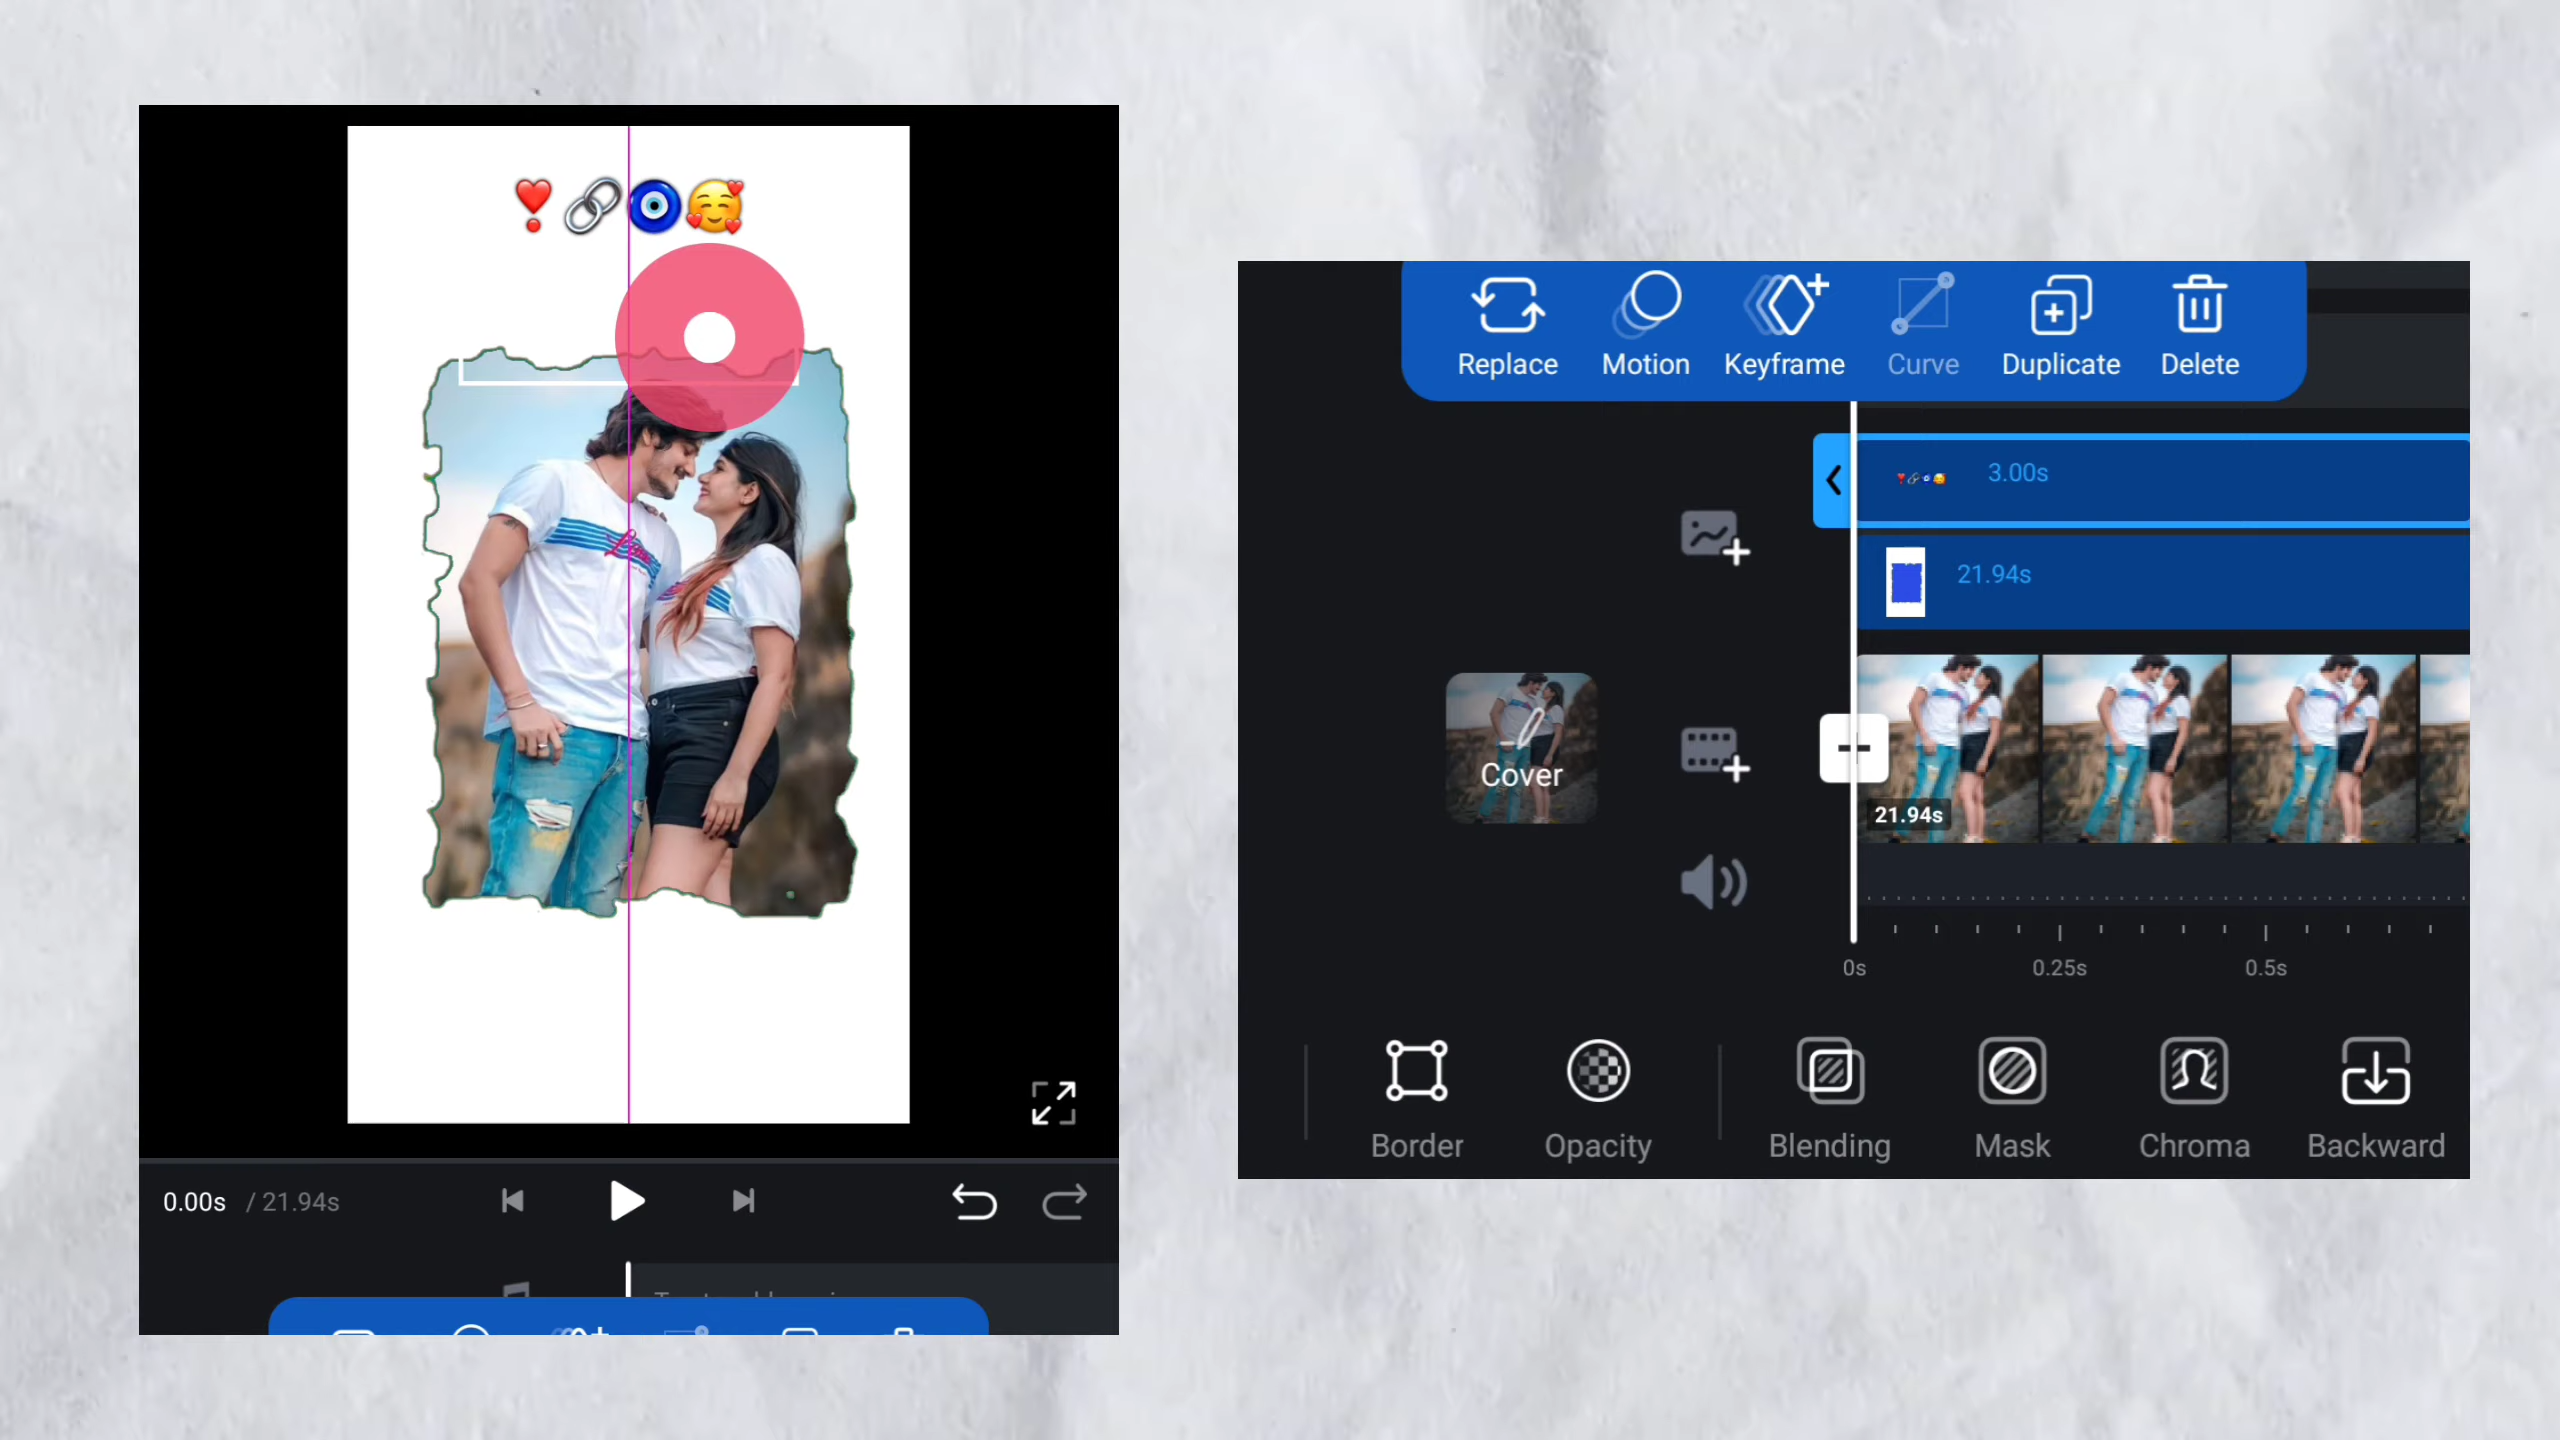 0.00s / 21.94s
Replace Motion Keyframe Curve Duplicate Delete
3.00s
21.94s
Cover
21.94s
0s 0.25s 0.5s
Border Opacity Blending Mask Chroma Backward